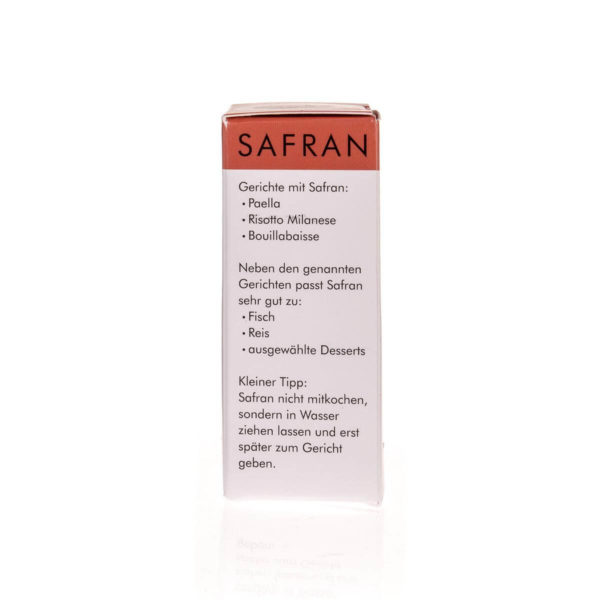 SAFRAN
Gerichte mit Safran:
• Paella
• Risotto Milanese
• Bouillabaisse
Neben den genannten
Gerichten passt Safran
sehr gut zu:
• Fisch
• Reis
• ausgewählte Desserts
Kleiner Tipp:
Safran nicht mitkochen,
sondern in Wasser
ziehen lassen und erst
später zum Gericht
geben.